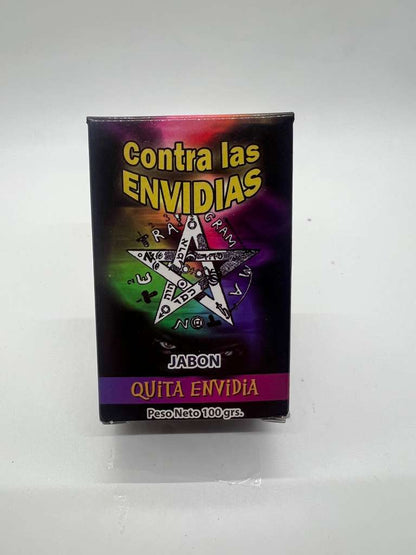 Contra las
ENVIDIAS
JABON
QUITA ENVIDIA
Peso Neto 100 grs.